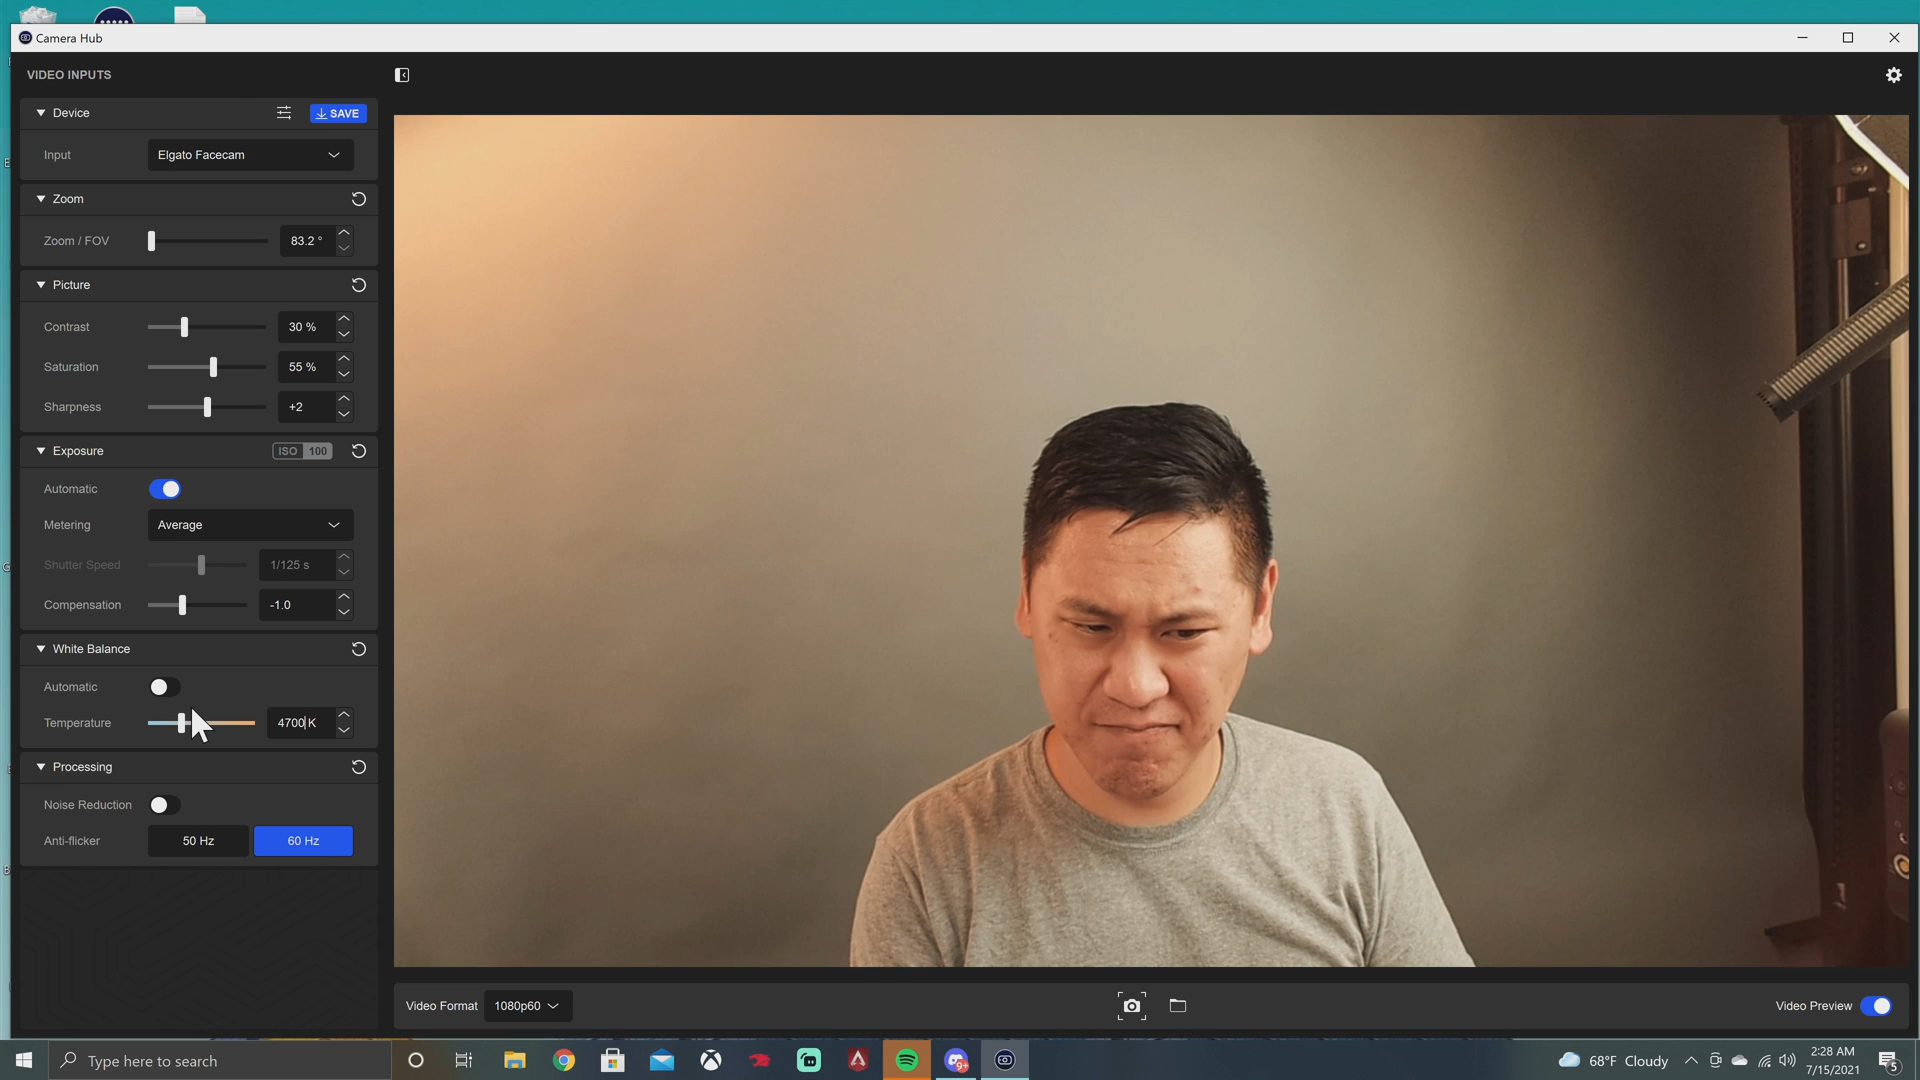 Camera Hub
VIDEO INPUTS
Device
SAVE
Input
Elgato Facecam
Zoom
Zoom / FOV
83.2 °
Picture
Contrast
30 %
Saturation
55 %
Sharpness
+2
Exposure
ISO 100
Automatic
Metering
Average
Shutter Speed
1/125 s
Compensation
-1.0
White Balance
Automatic
Temperature
4700 K
Processing
Noise Reduction
Anti-flicker
50 Hz
60 Hz
Video Format
1080p60
Video Preview
Type here to search
9+
68°F Cloudy
2:28 AM
7/15/2021
5